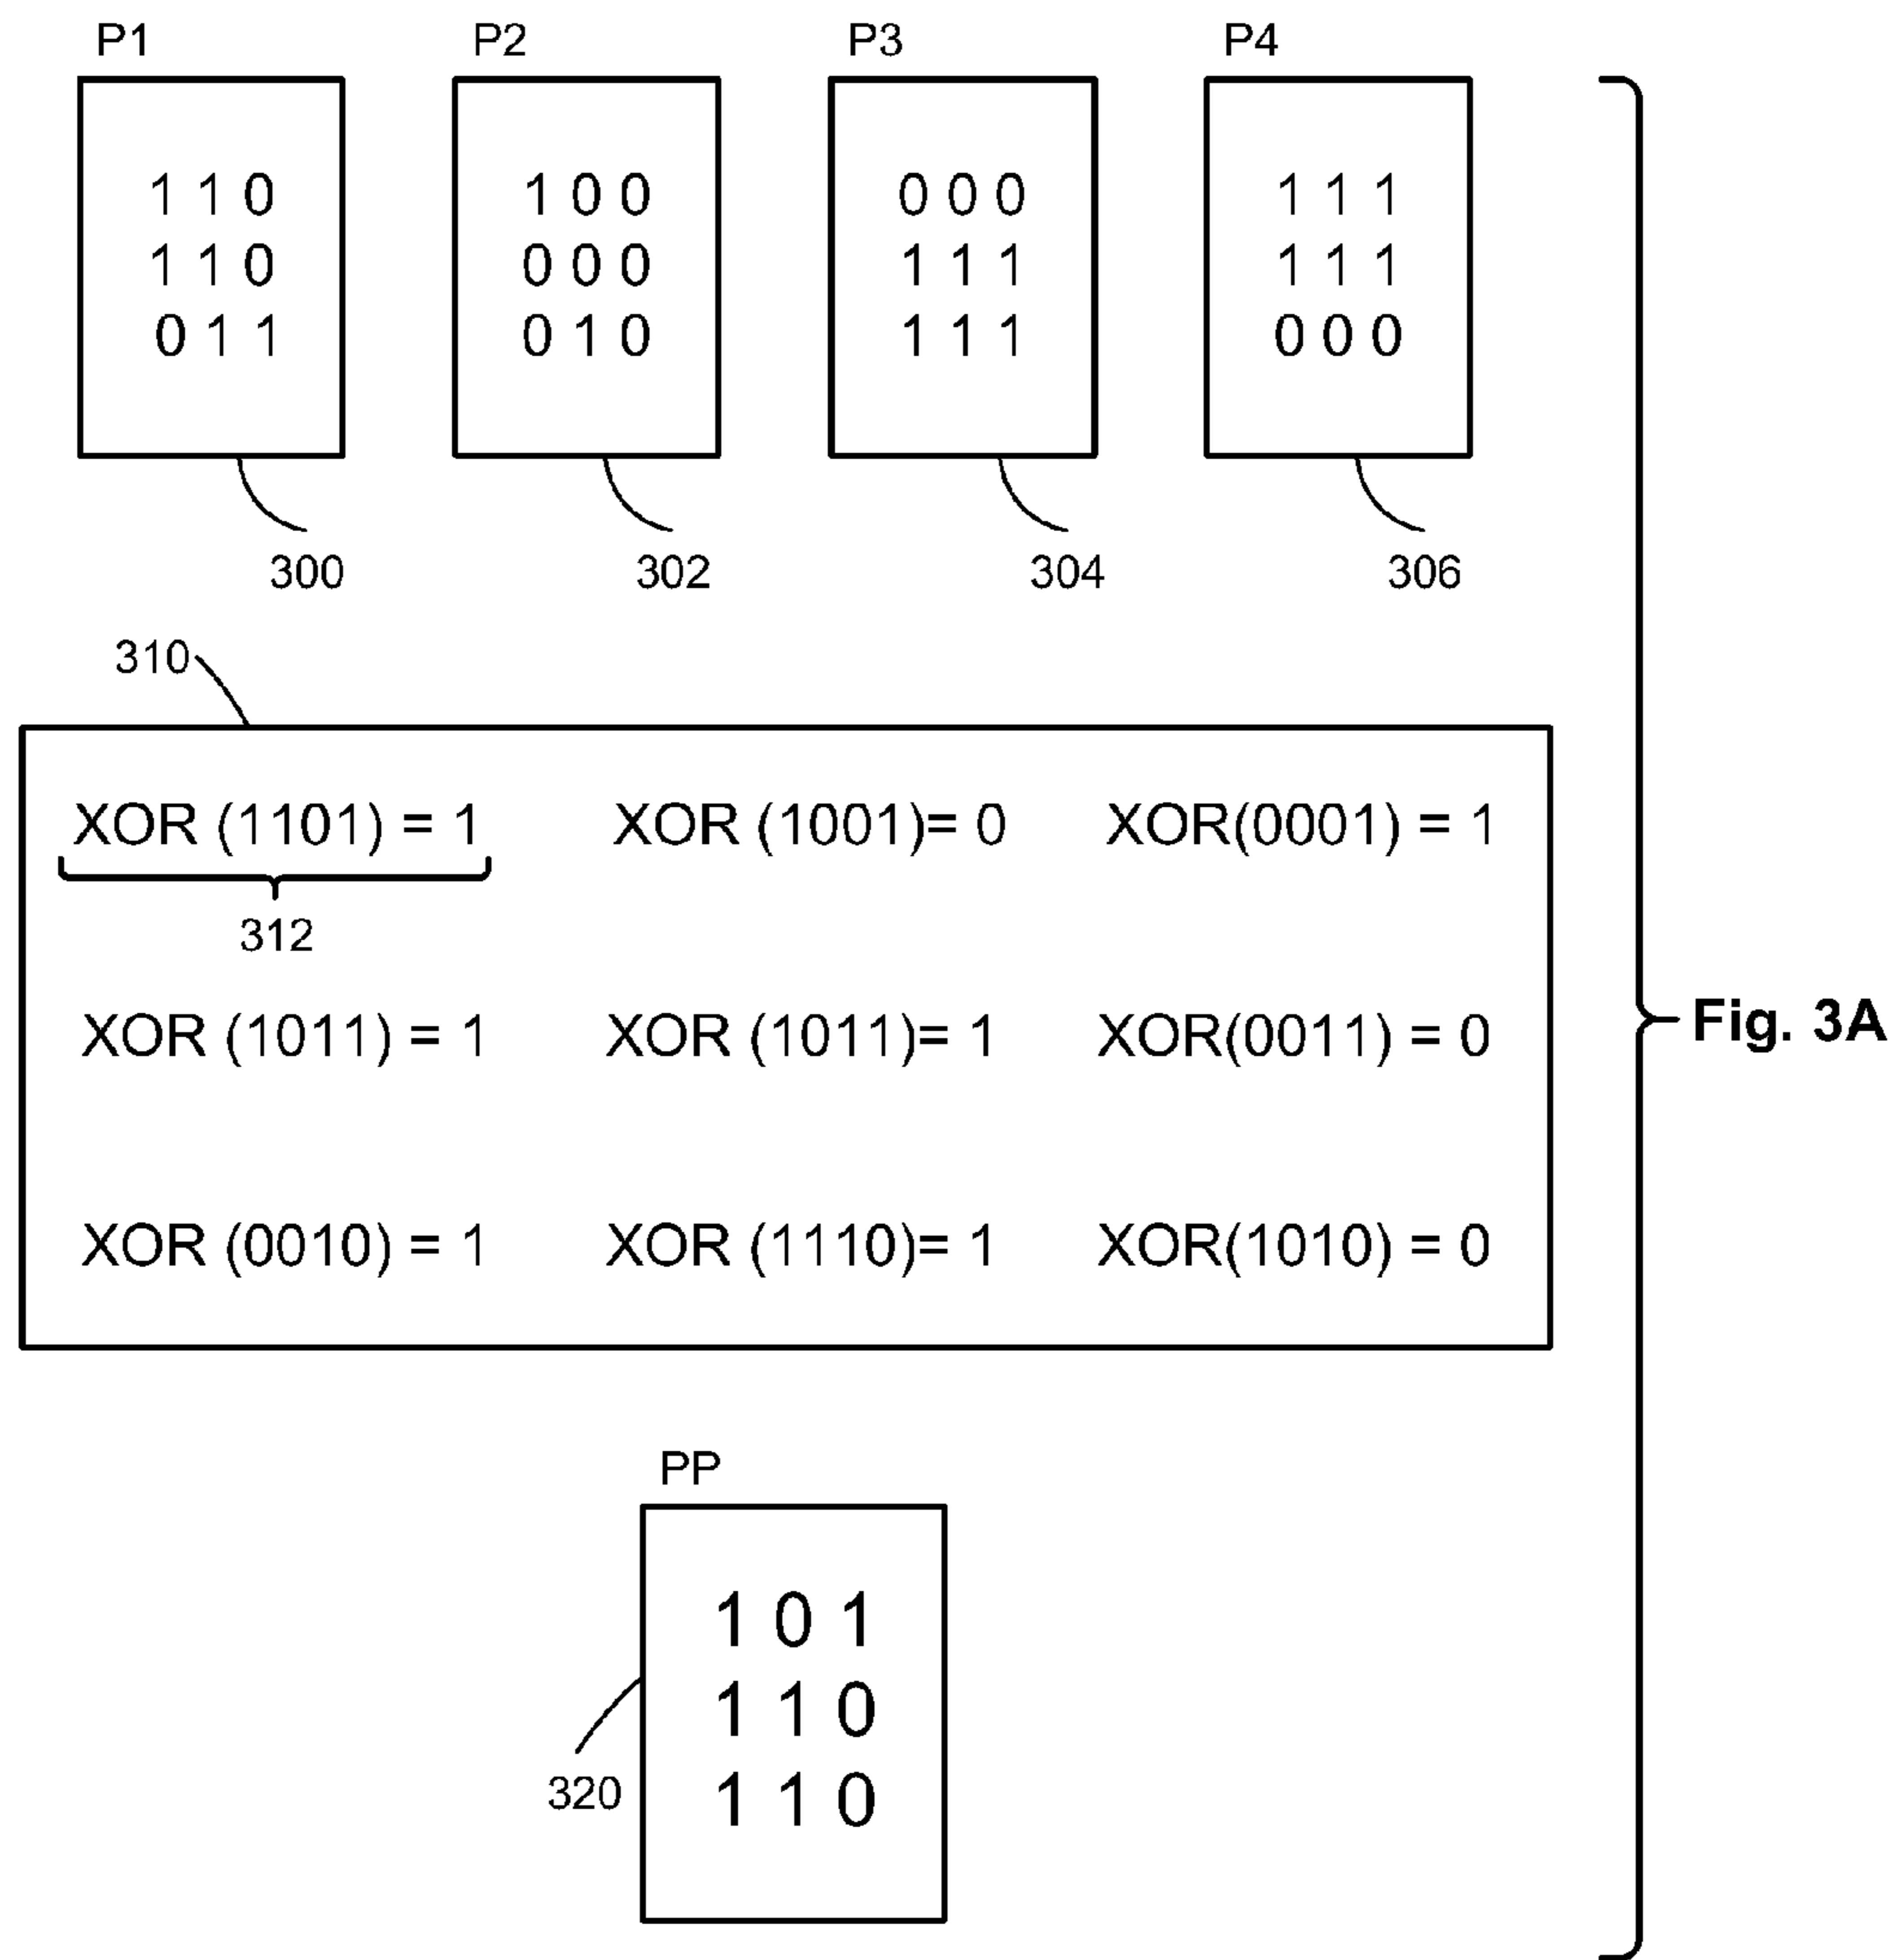 P1 P2 P3 P4
1 1 0 1 0 0 0 0 0 1 1 1
1 1 0 0 0 0 1 1 1 1 1 1
0 1 1 0 1 0 1 1 1 0 0 0
300 302 304 306
310
XOR (1101) = 1 XOR (1001)= 0 XOR(0001) = 1
312
XOR (1011) = 1 XOR (1011)= 1 XOR(0011) = 0
Fig. 3A
XOR (0010) = 1 XOR (1110)= 1 XOR(1010) = 0
PP
1 0 1
1 1 0
1 1 0
320